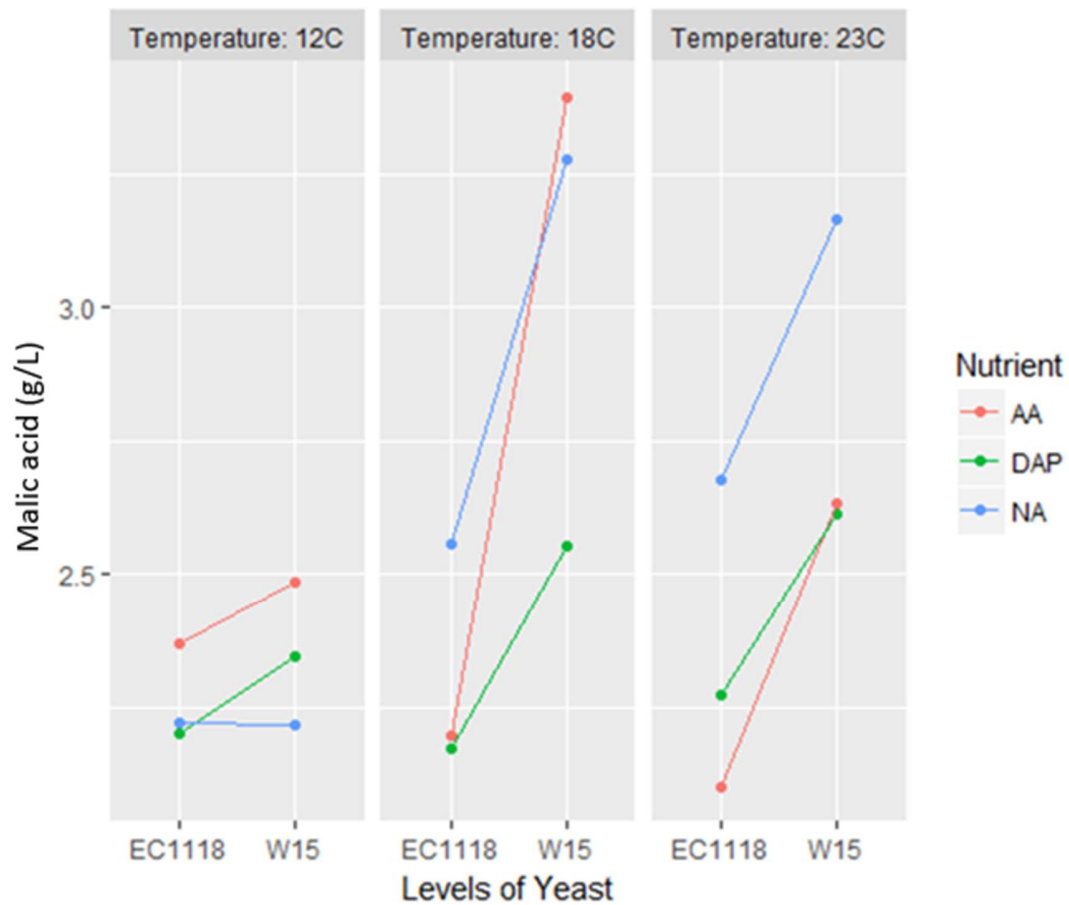 Temperature: 12C Temperature: 18C Temperature: 23C
Malic acid (g/L)
3.0
2.5
Nutrient
AA
DAP
NA
EC1118 W15 EC1118 W15 EC1118 W15
Levels of Yeast